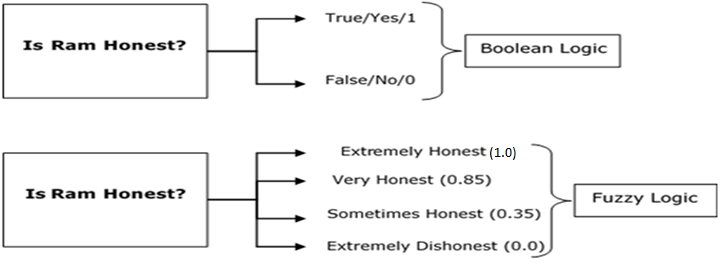 Is Ram Honest?
True/Yes/1
False/No/0
Boolean Logic
Is Ram Honest?
Extremely Honest (1.0)
Very Honest (0.85)
Sometimes Honest (0.35)
Extremely Dishonest (0.0)
Fuzzy Logic